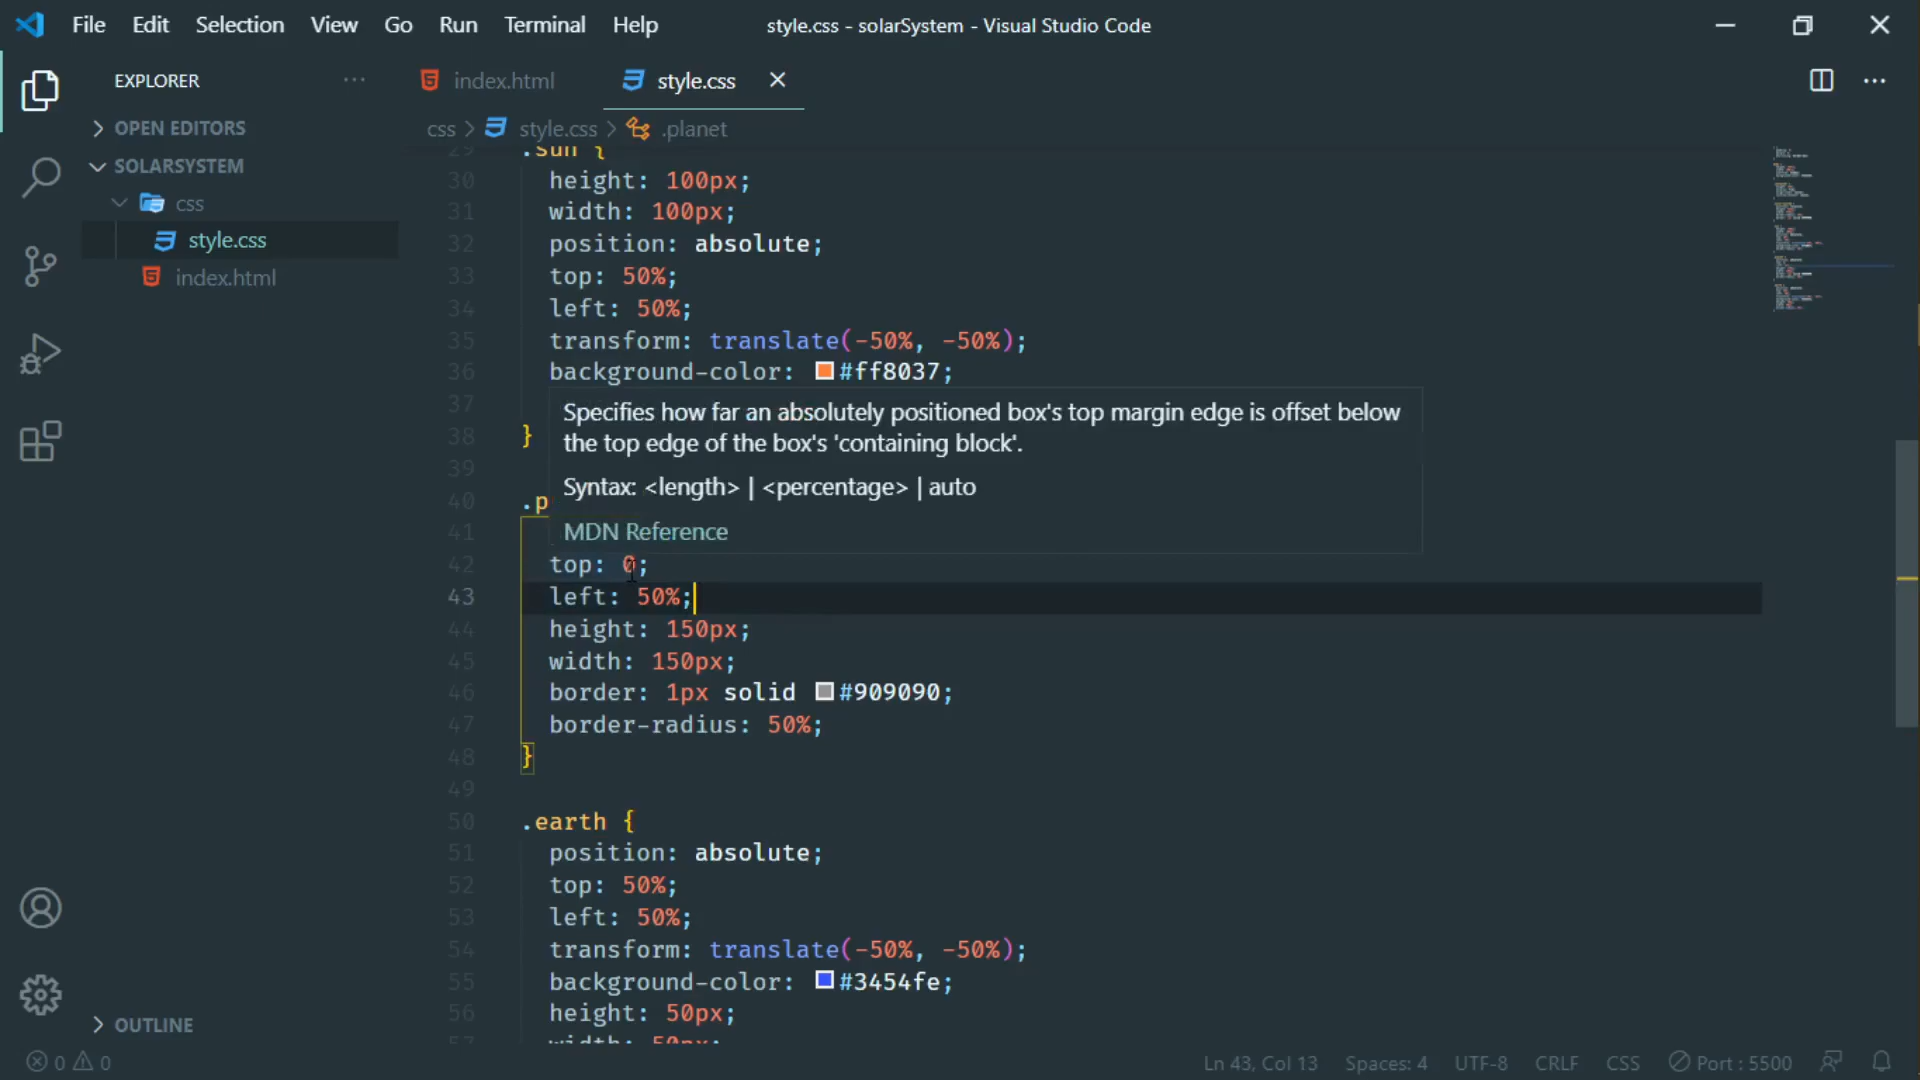 File Edit Selection View Go Run Terminal Help
style.css - solarSystem - Visual Studio Code
EXPLORER
index.html
style.css
OPEN EDITORS
SOLARSYSTEM
css
style.css
index.html
OUTLINE
css > style.css > .planet
29 .sun {
30 height: 100px;
31 width: 100px;
32 position: absolute;
33 top: 50%;
34 left: 50%;
35 transform: translate(-50%, -50%);
36 background-color: #ff8037;
37
38 }
39
40 .p
41
Specifies how far an absolutely positioned box's top margin edge is offset below
the top edge of the box's 'containing block'.
Syntax: <length> | <percentage> | auto
MDN Reference
42 top: 0;
43 left: 50%;
44 height: 150px;
45 width: 150px;
46 border: 1px solid #909090;
47 border-radius: 50%;
48 }
49
50 .earth {
51 position: absolute;
52 top: 50%;
53 left: 50%;
54 transform: translate(-50%, -50%);
55 background-color: #3454fe;
56 height: 50px;
57 width: 50px;
0 0
Ln 43, Col 13 Spaces: 4 UTF-8 CRLF CSS Port : 5500